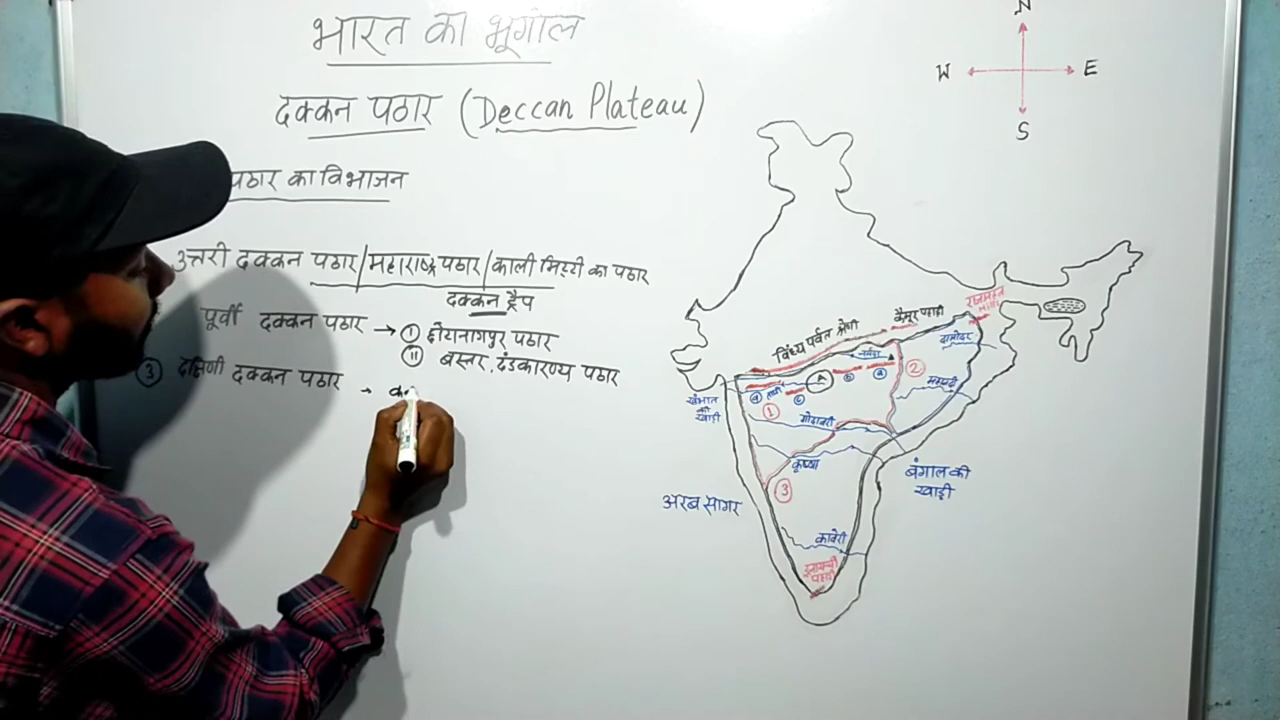 भारत का भूगोल
दक्कन पठार (Deccan Plateau)
पठार का विभाजन
उत्तरी दक्कन पठार/महाराष्ट्र पठार/काली मिट्टी का पठार
दक्कन ट्रैप
पूर्वी दक्कन पठार → (i) छोटानागपुर पठार
(ii) बस्तर, दंडकारण्य पठार
③ दक्षिणी दक्कन पठार →
N
W E
S
विंध्य पर्वत श्रेणी
कैमूर पहाड़ी
राजमहल
दामोदर
नर्मदा
②
महानदी
A
b
a
d
c
①
खंभात की खाड़ी
गोदावरी
कृष्णा
③
बंगाल की
खाड़ी
अरब सागर
कावेरी